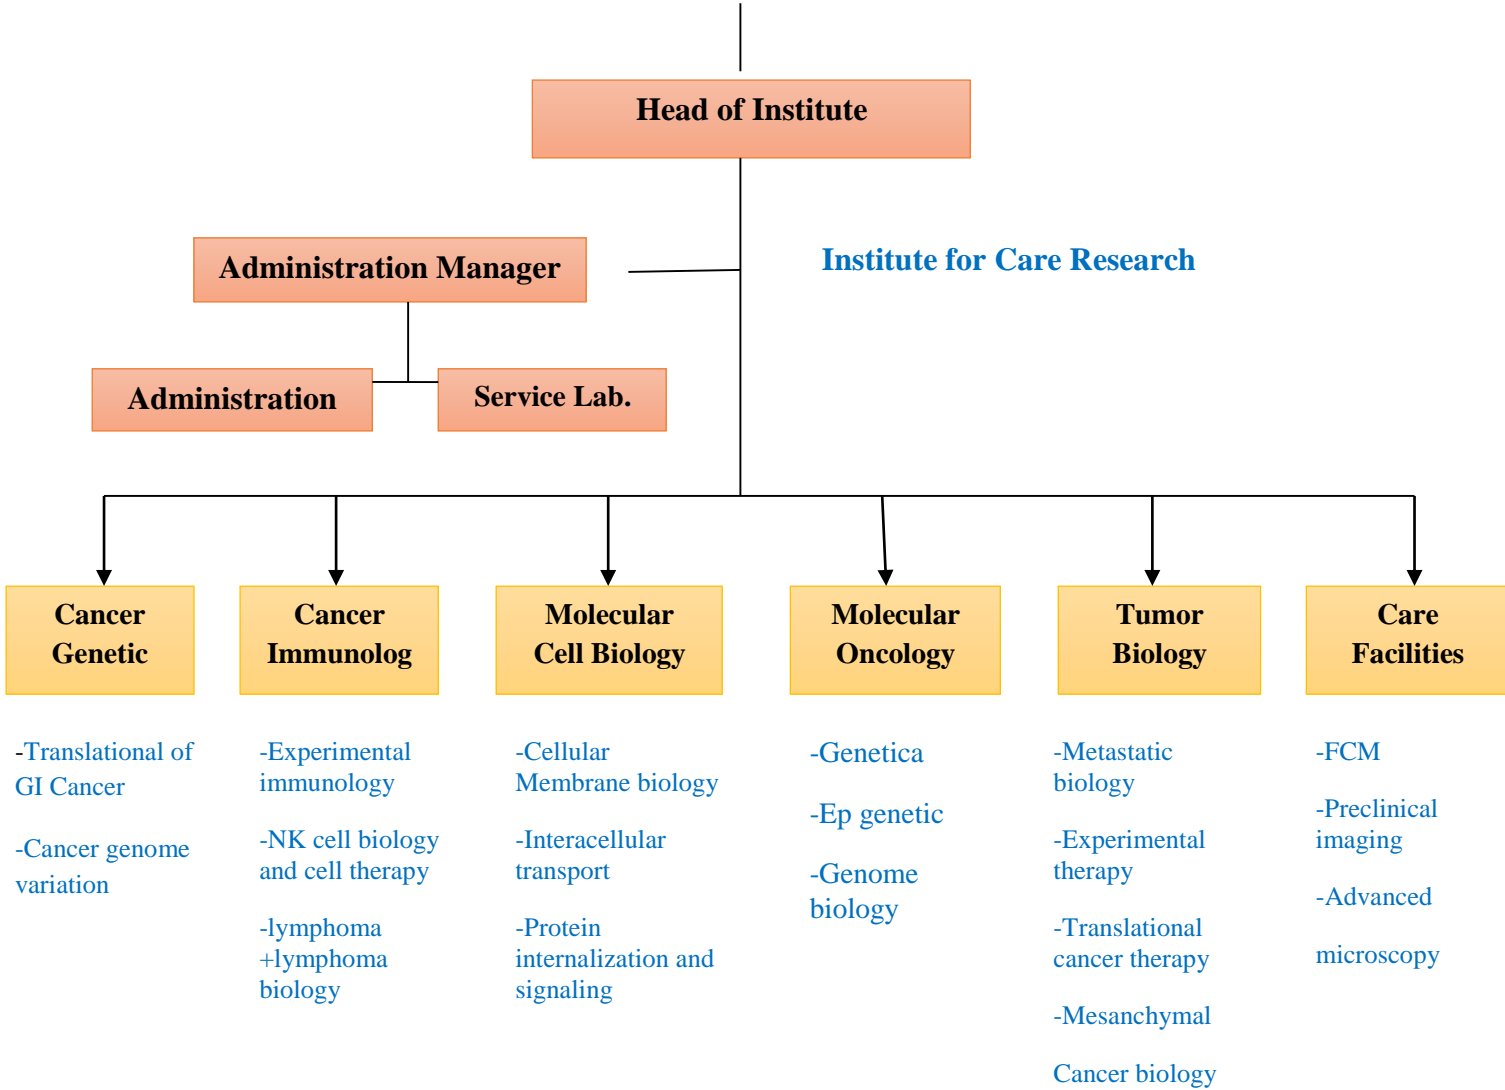 Head of Institute
Administration Manager
Institute for Care Research
Administration
Service Lab.
Cancer
Genetic
Cancer
Immunolog
Molecular
Cell Biology
Molecular
Oncology
Tumor
Biology
Care
Facilities
-Translational of
GI Cancer
-Cancer genome
variation
-Experimental
immunology
-NK cell biology
and cell therapy
-lymphoma
+lymphoma
biology
-Cellular
Membrane biology
-Interacellular
transport
-Protein
internalization and
signaling
-Genetica
-Ep genetic
-Genome
biology
-Metastatic
biology
-Experimental
therapy
-Translational
cancer therapy
-Mesanchymal
Cancer biology
-FCM
-Preclinical
imaging
-Advanced
microscopy